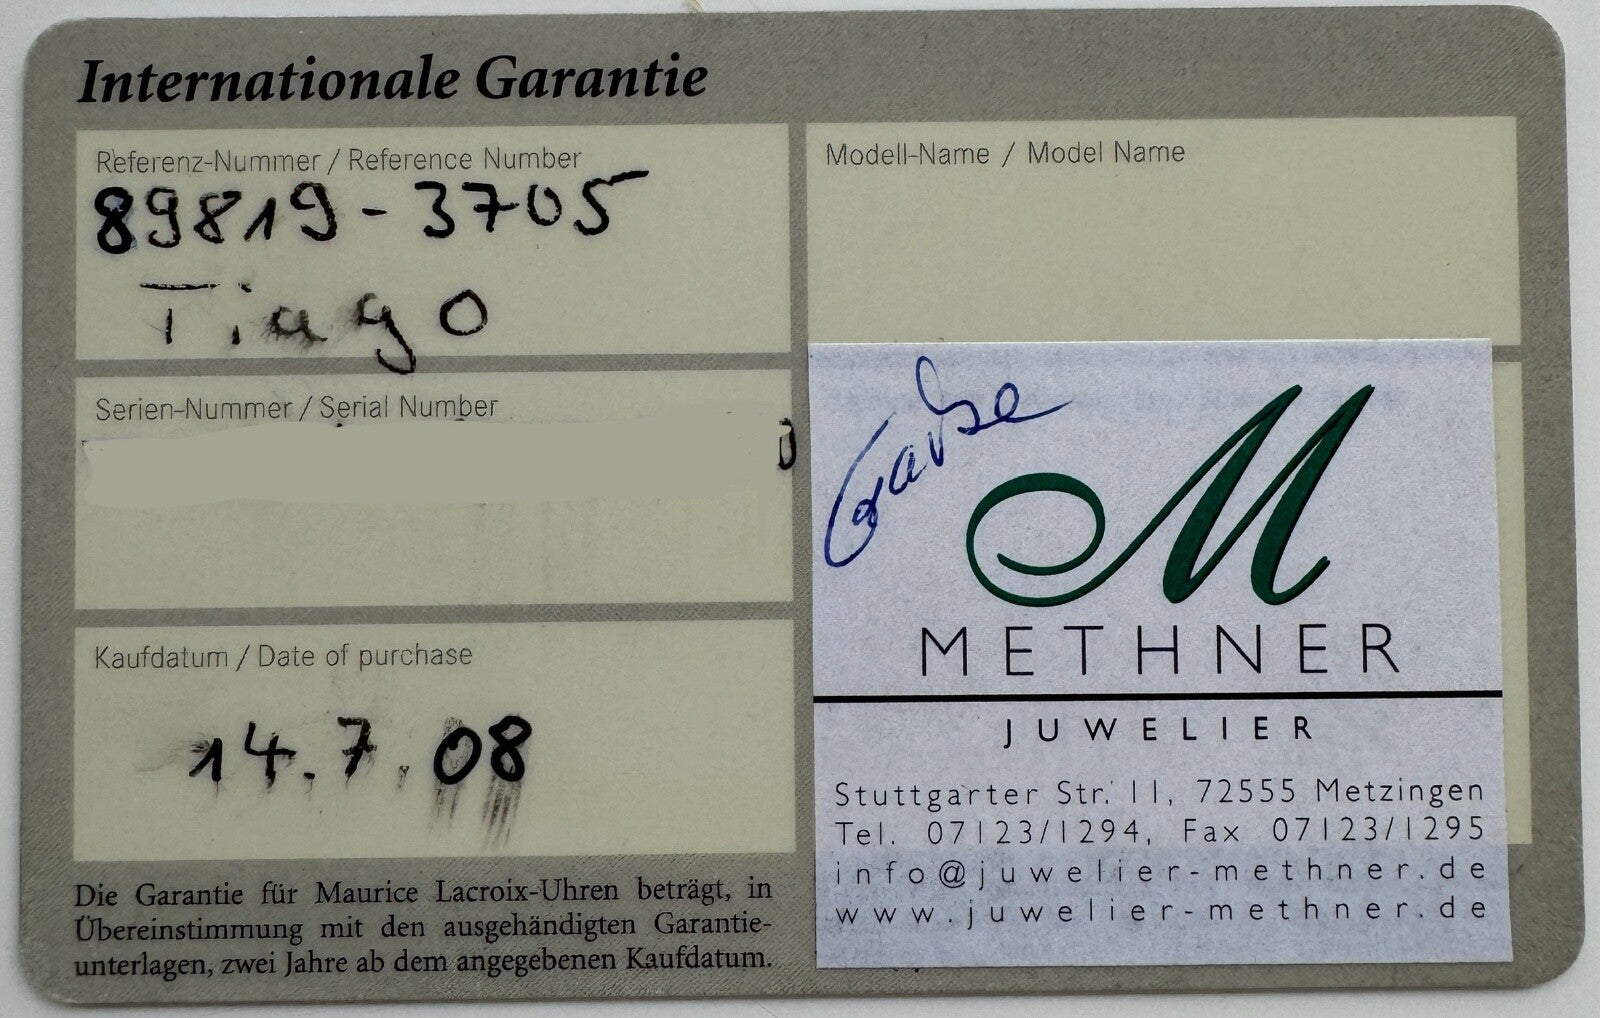 Internationale Garantie
Referenz-Nummer / Reference Number
89819-3705
Tiago
Serien-Nummer / Serial Number
Kaufdatum / Date of purchase
14.7.08
Die Garantie für Maurice Lacroix-Uhren beträgt, in
Übereinstimmung mit den ausgehändigten Garantie-
unterlagen, zwei Jahre ab dem angegebenen Kaufdatum.
Modell-Name / Model Name
M
METHNER
JUWELIER
Stuttgarter Str. 11, 72555 Metzingen
Tel. 07123/1294, Fax 07123/1295
info@juwelier-methner.de
www.juwelier-methner.de